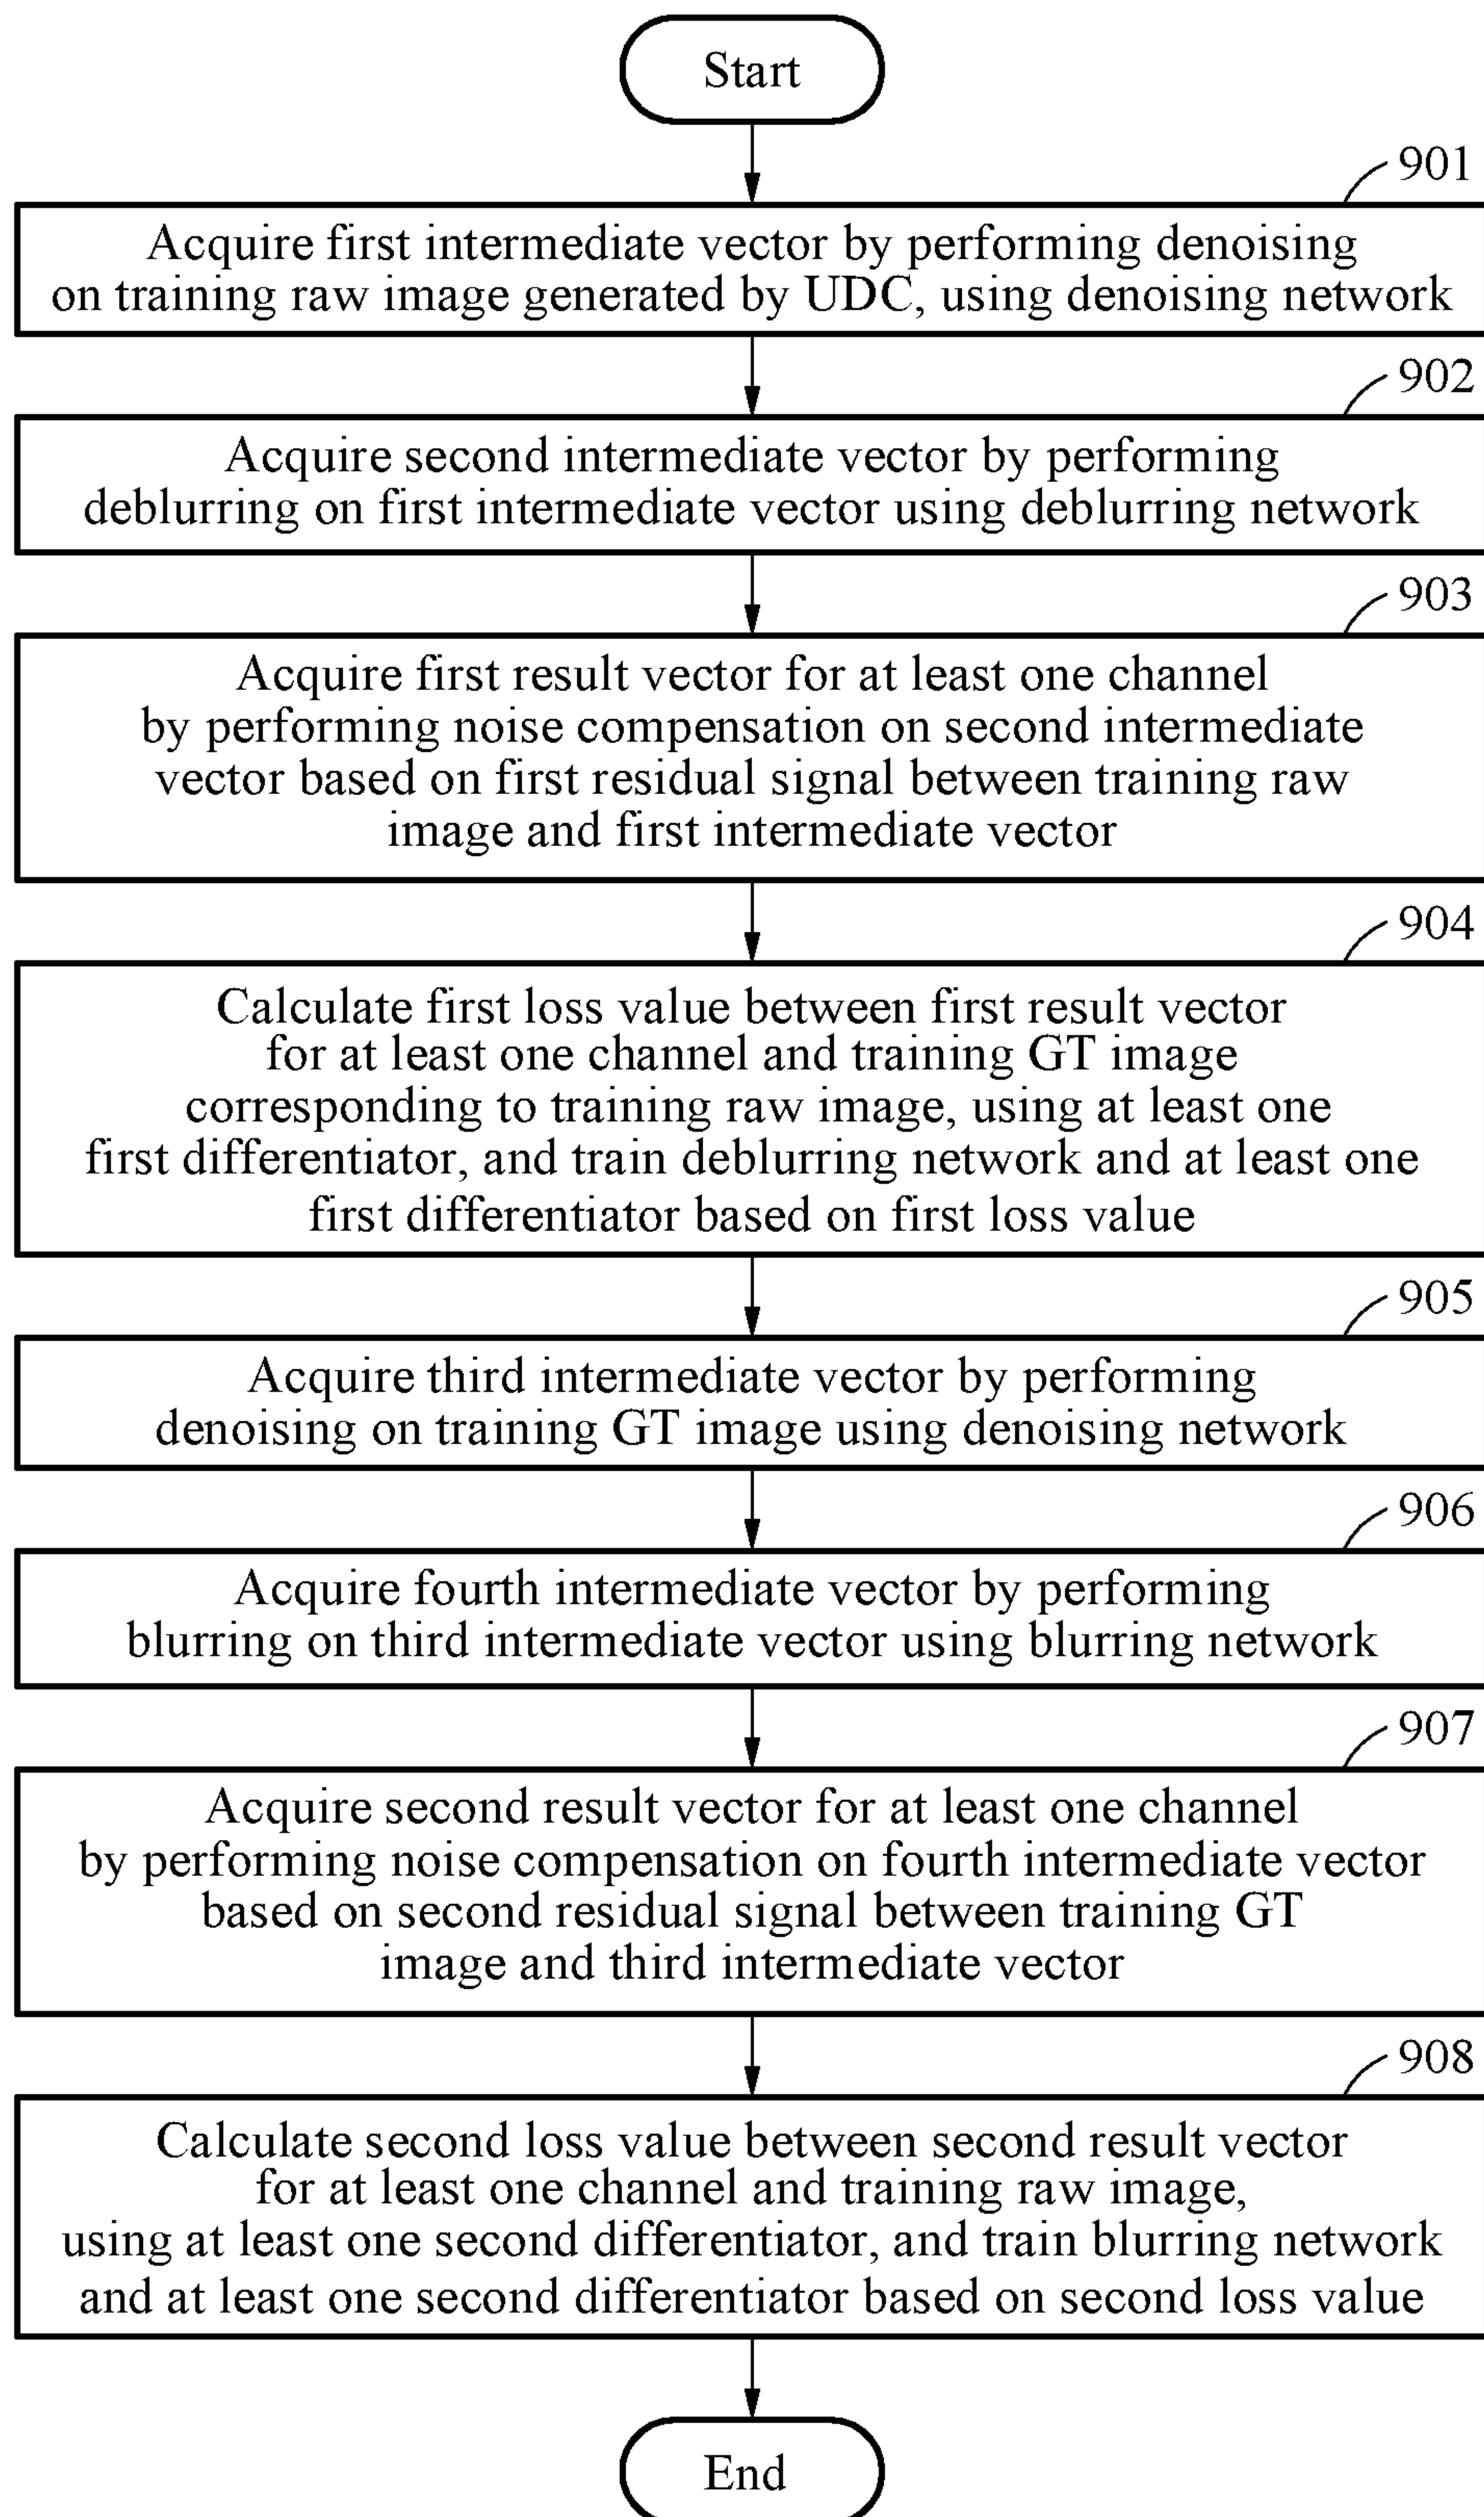 Start
901
Acquire first intermediate vector by performing denoising
on training raw image generated by UDC, using denoising network
902
Acquire second intermediate vector by performing
deblurring on first intermediate vector using deblurring network
903
Acquire first result vector for at least one channel
by performing noise compensation on second intermediate
vector based on first residual signal between training raw
image and first intermediate vector
904
Calculate first loss value between first result vector
for at least one channel and training GT image
corresponding to training raw image, using at least one
first differentiator, and train deblurring network and at least one
first differentiator based on first loss value
905
Acquire third intermediate vector by performing
denoising on training GT image using denoising network
906
Acquire fourth intermediate vector by performing
blurring on third intermediate vector using blurring network
907
Acquire second result vector for at least one channel
by performing noise compensation on fourth intermediate vector
based on second residual signal between training GT
image and third intermediate vector
908
Calculate second loss value between second result vector
for at least one channel and training raw image,
using at least one second differentiator, and train blurring network
and at least one second differentiator based on second loss value
End